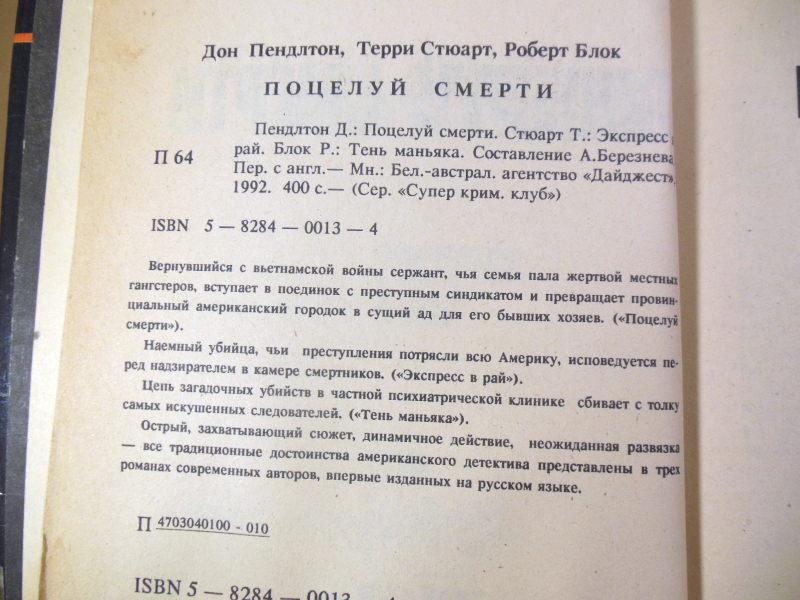 Дон Пендлтон, Терри Стюарт, Роберт Блок
ПОЦЕЛУЙ СМЕРТИ
Пендлтон Д.: Поцелуй смерти. Стюарт Т.: Экспресс в
П 64 рай. Блок Р.: Тень маньяка. Составление А.Березнева
Пер. с англ.— Мн.: Бел.-австрал. агентство «Дайджест»,
1992. 400 с.— (Сер. «Супер крим. клуб»)
ISBN 5 — 8284 — 0013 — 4
Вернувшийся с вьетнамской войны сержант, чья семья пала жертвой местных
гангстеров, вступает в поединок с преступным синдикатом и превращает провин-
циальный американский городок в сущий ад для его бывших хозяев. («Поцелуй
смерти»).
Наемный убийца, чьи преступления потрясли всю Америку, исповедуется пе-
ред надзирателем в камере смертников. («Экспресс в рай»).
Цепь загадочных убийств в частной психиатрической клинике сбивает с толку
самых искушенных следователей. («Тень маньяка»).
Острый, захватывающий сюжет, динамичное действие, неожиданная развязка
— все традиционные достоинства американского детектива представлены в трех
романах современных авторов, впервые изданных на русском языке.
П 4703040100 - 010
ISBN 5 — 8284 — 0013 — 4